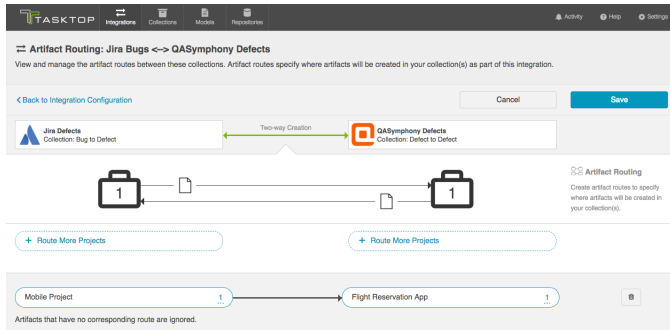 TASKTOP
Integrations
Collections
Models
Repositories
Activity
Help
Settings
Artifact Routing: Jira Bugs <--> QASymphony Defects
View and manage the artifact routes between these collections. Artifact routes specify where artifacts will be created in your collection(s) as part of this integration.
Back to Integration Configuration
Cancel
Save
Jira Defects
Collection: Bug to Defect
Two-way Creation
QASymphony Defects
Collection: Defect to Defect
1
1
Artifact Routing
Create artifact routes to specify
where artifacts will be created in
your collection(s).
+ Route More Projects
+ Route More Projects
Mobile Project
1
...
Flight Reservation App
1
...
Artifacts that have no corresponding route are ignored.